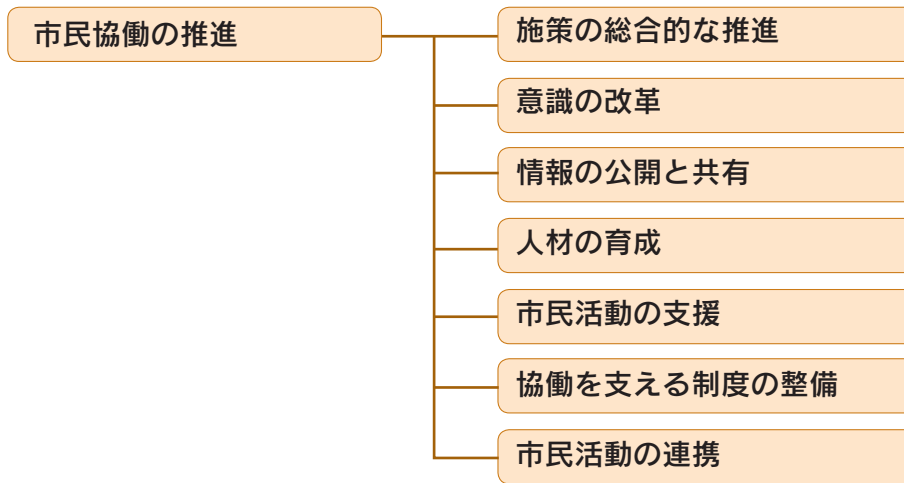 市民協働の推進
施策の総合的な推進
意識の改革
情報の公開と共有
人材の育成
市民活動の支援
協働を支える制度の整備
市民活動の連携